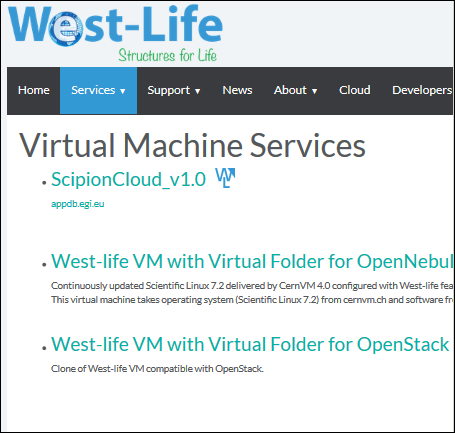 West-Life
Structures for Life
Home Services ▾ Support ▾ News About ▾ Cloud Developers
Virtual Machine Services
ScipionCloud_v1.0
appdb.egi.eu
West-life VM with Virtual Folder for OpenNebul
Continuously updated Scientific Linux 7.2 delivered by CernVM 4.0 configured with West-life fea
This virtual machine takes operating system (Scientific Linux 7.2) from cernvm.ch and software fr
West-life VM with Virtual Folder for OpenStack
Clone of West-life VM compatible with OpenStack.